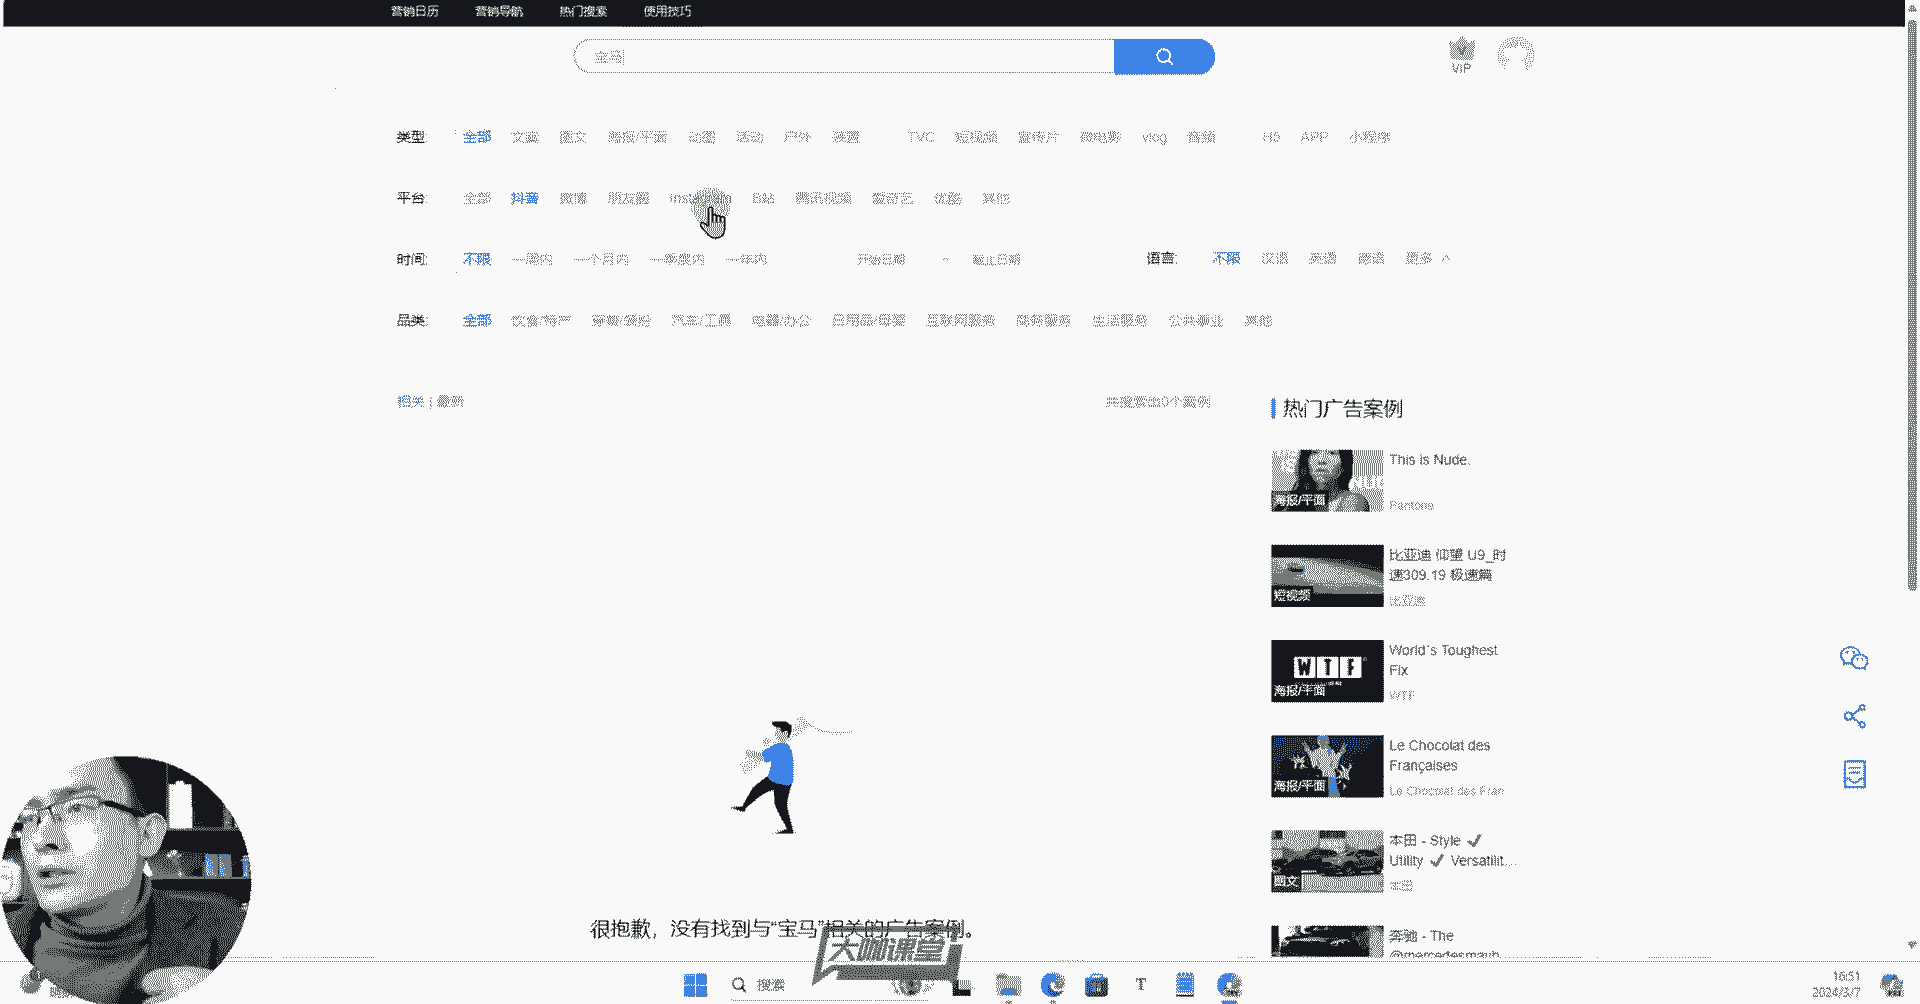 营销日历 营销导航 热门搜索 使用技巧
宝马
VIP
类型: 全部 文案 图文 海报/平面 动图 活动 户外 装置 TVC 短视频 宣传片 微电影 vlog 音频 H5 APP 小程序
平台: 全部 抖音 微博 朋友圈 Instagram B站 腾讯视频 爱奇艺 优酷 其他
时间: 不限 一周内 一个月内 一季度内 一年内 开始日期 截止日期 语言: 不限 汉语 英语 更多
品类: 全部 饮食/特产 汽车/工具 电器/办公 日用品/母婴 互联网服务 商务服务 生活服务 公共事业 其他
相关 | 最新 共搜索出0个案例
热门广告案例
This is Nude.
海报/平面
Pantone
比亚迪 仰望 U9_时
速309.19 极速篇
短视频
比亚迪
World´s Toughest
Fix
WTF
海报/平面
WTF
Le Chocolat des
Françaises
海报/平面
Le Chocolat des Fran
本田 - Style ✓
Utility ✓ Versatilit...
图文
本田
奔驰 - The
@mercedesmayb
很抱歉，没有找到与“宝马”相关的广告案例。
大咖课堂
搜索
16:51
2024/3/7